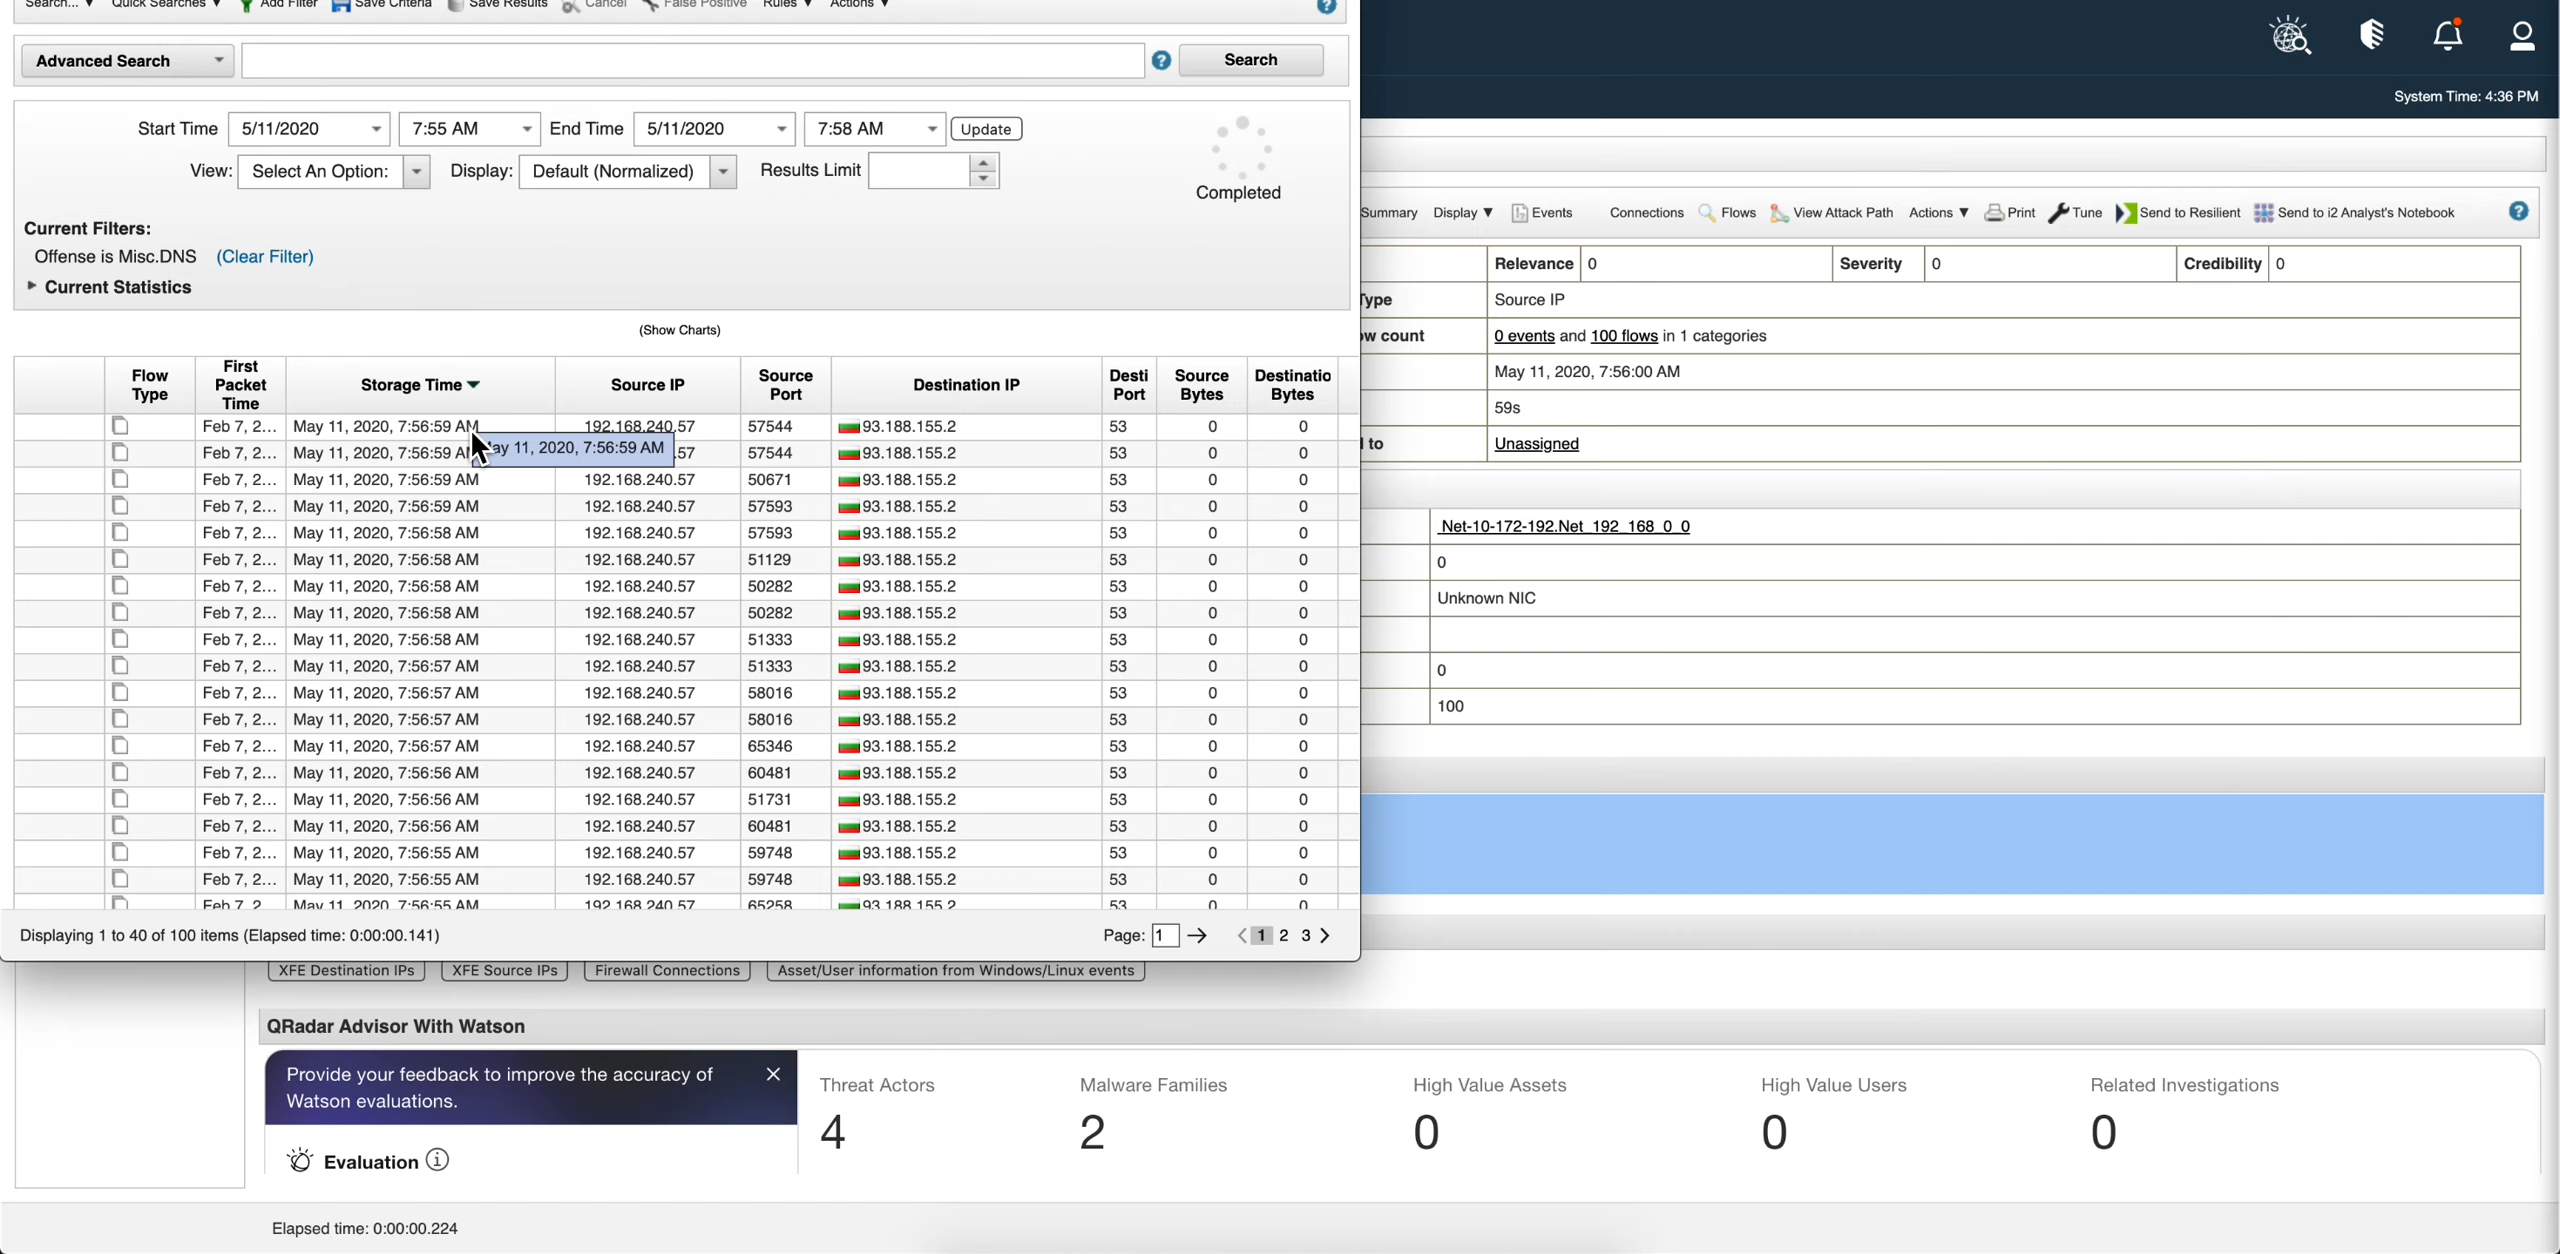 Search... ▼ Quick Searches ▼ Add Filter Save Criteria Save Results Cancel False Positive Rules ▼ Actions ▼
Advanced Search Search
System Time: 4:36 PM
Start Time 5/11/2020 7:55 AM End Time 5/11/2020 7:58 AM Update
View: Select An Option: Display: Default (Normalized) Results Limit
Completed
Current Filters:
Offense is Misc.DNS (Clear Filter)
Current Statistics
(Show Charts)
Flow Type First Packet Time Storage Time Source IP Source Port Destination IP Desti Port Source Bytes Destinatio Bytes
Feb 7, 2... May 11, 2020, 7:56:59 AM 192.168.240.57 57544 93.188.155.2 53 0 0
May 11, 2020, 7:56:59 AM
Feb 7, 2... May 11, 2020, 7:56:59 AM .57 57544 93.188.155.2 53 0 0
Feb 7, 2... May 11, 2020, 7:56:59 AM 192.168.240.57 50671 93.188.155.2 53 0 0
Feb 7, 2... May 11, 2020, 7:56:59 AM 192.168.240.57 57593 93.188.155.2 53 0 0
Feb 7, 2... May 11, 2020, 7:56:58 AM 192.168.240.57 57593 93.188.155.2 53 0 0
Feb 7, 2... May 11, 2020, 7:56:58 AM 192.168.240.57 51129 93.188.155.2 53 0 0
Feb 7, 2... May 11, 2020, 7:56:58 AM 192.168.240.57 50282 93.188.155.2 53 0 0
Feb 7, 2... May 11, 2020, 7:56:58 AM 192.168.240.57 50282 93.188.155.2 53 0 0
Feb 7, 2... May 11, 2020, 7:56:58 AM 192.168.240.57 51333 93.188.155.2 53 0 0
Feb 7, 2... May 11, 2020, 7:56:57 AM 192.168.240.57 51333 93.188.155.2 53 0 0
Feb 7, 2... May 11, 2020, 7:56:57 AM 192.168.240.57 58016 93.188.155.2 53 0 0
Feb 7, 2... May 11, 2020, 7:56:57 AM 192.168.240.57 58016 93.188.155.2 53 0 0
Feb 7, 2... May 11, 2020, 7:56:57 AM 192.168.240.57 65346 93.188.155.2 53 0 0
Feb 7, 2... May 11, 2020, 7:56:56 AM 192.168.240.57 60481 93.188.155.2 53 0 0
Feb 7, 2... May 11, 2020, 7:56:56 AM 192.168.240.57 51731 93.188.155.2 53 0 0
Feb 7, 2... May 11, 2020, 7:56:56 AM 192.168.240.57 60481 93.188.155.2 53 0 0
Feb 7, 2... May 11, 2020, 7:56:55 AM 192.168.240.57 59748 93.188.155.2 53 0 0
Feb 7, 2... May 11, 2020, 7:56:55 AM 192.168.240.57 59748 93.188.155.2 53 0 0
Feb 7, 2... May 11, 2020, 7:56:55 AM 192.168.240.57 65258 93.188.155.2 53 0 0
Displaying 1 to 40 of 100 items (Elapsed time: 0:00:00.141) Page: 1 1 2 3
Summary Display ▼ Events Connections Flows View Attack Path Actions ▼ Print Tune Send to Resilient Send to i2 Analyst's Notebook
Relevance 0 Severity 0 Credibility 0
Type Source IP
w count 0 events and 100 flows in 1 categories
May 11, 2020, 7:56:00 AM
59s
to Unassigned
Net-10-172-192.Net_192_168_0_0
0
Unknown NIC
0
100
XFE Destination IPs XFE Source IPs Firewall Connections Asset/User information from Windows/Linux events
QRadar Advisor With Watson
Provide your feedback to improve the accuracy of
Watson evaluations.
Evaluation
Threat Actors Malware Families High Value Assets High Value Users Related Investigations
4 2 0 0 0
Elapsed time: 0:00:00.224